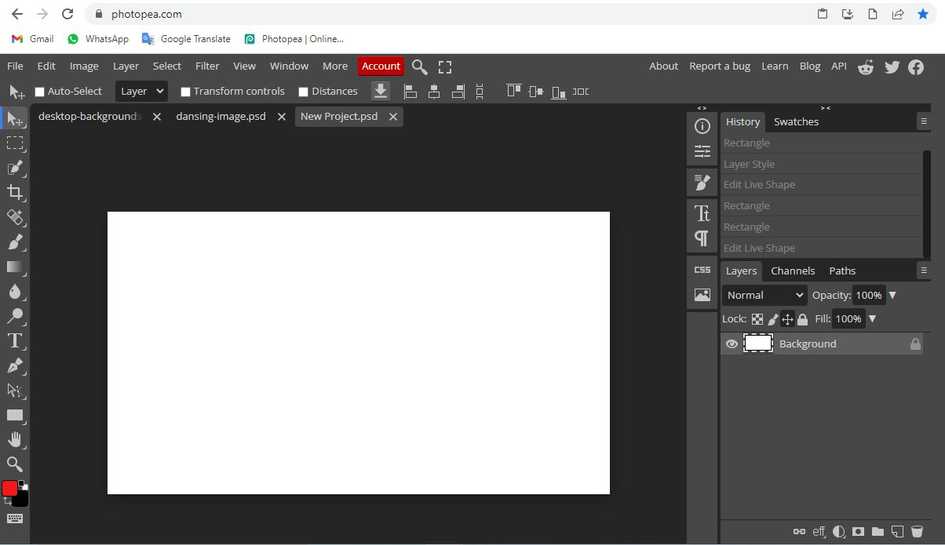 photopea.com
Gmail WhatsApp Google Translate Photopea | Online...
File Edit Image Layer Select Filter View Window More Account About Report a bug Learn Blog API
Auto-Select Layer Transform controls Distances
desktop-backgrounds dansing-image.psd New Project.psd
History Swatches
Rectangle
Layer Style
Edit Live Shape
Rectangle
Rectangle
Edit Live Shape
CSS
Layers Channels Paths
Normal Opacity: 100%
Lock: Fill: 100%
Background
eff